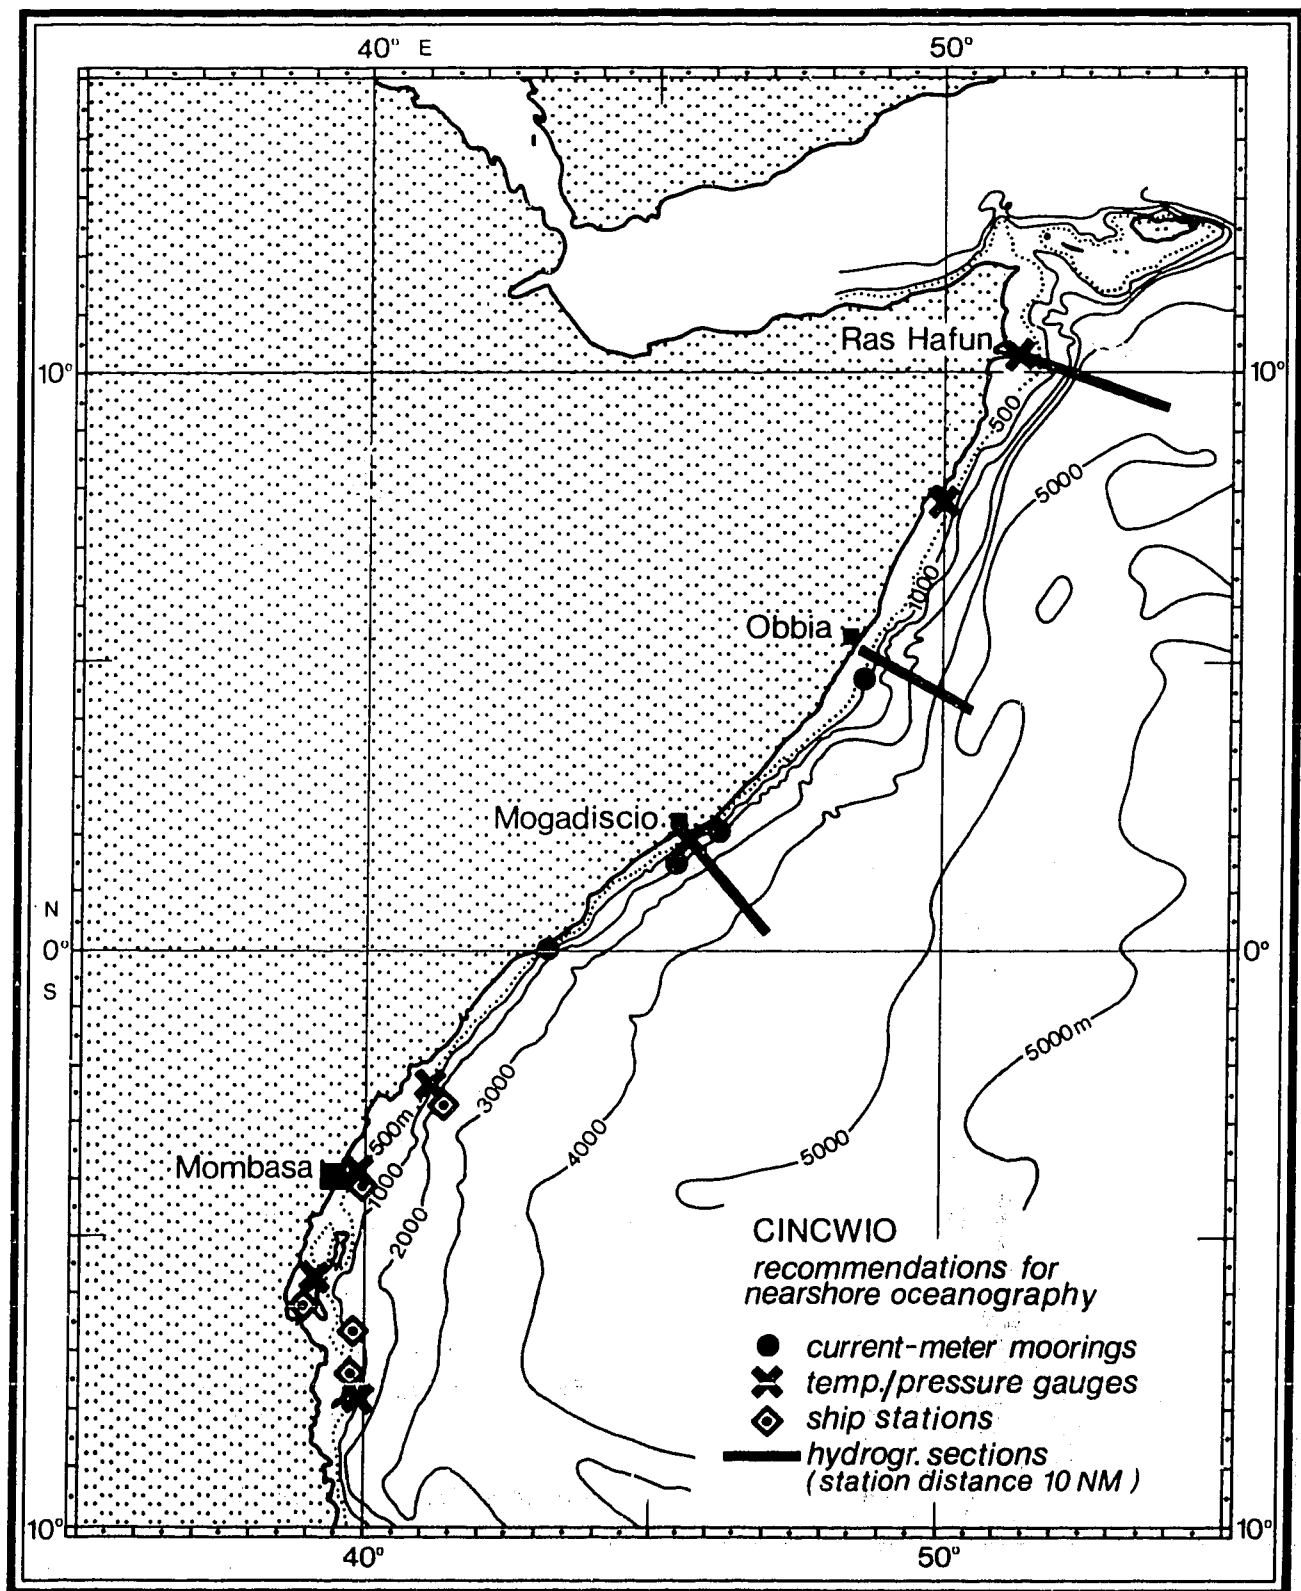 40° E
50°
Ras Hafun
10°
10°
500
5000
1000
Obbia
Mogadiscio
N
0°
0°
S
5000m
3000
500m
4000
5000
Mombasa
1000
2000
CINCWIO
recommendations for
nearshore oceanography
current-meter moorings
temp./pressure gauges
ship stations
hydrogr. sections
(station distance 10 NM)
10°
10°
40°
50°